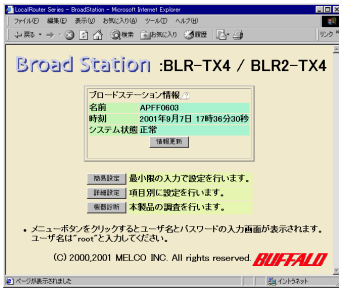 LocalRouter Series - BroadStation - Microsoft Internet Explorer
ファイル(F) 編集(E) 表示(V) お気に入り(A) ツール(T) ヘルプ(H)
戻る 検索 お気に入り 履歴 リンク
Broad Station :BLR-TX4 / BLR2-TX4
ブロードステーション情報
名前 APFF0603
時刻 2001年9月7日 17時36分30秒
システム状態 正常
情報更新
簡易設定 最小限の入力で設定を行います。
詳細設定 項目別に設定を行います。
機器診断 本製品の調査を行います。
• メニューボタンをクリックするとユーザ名とパスワードの入力画面が表示されます。
ユーザ名は"root"と入力してください。
(C) 2000,2001 MELCO INC. All rights reserved. BUFFALO
ページが表示されました イントラネット